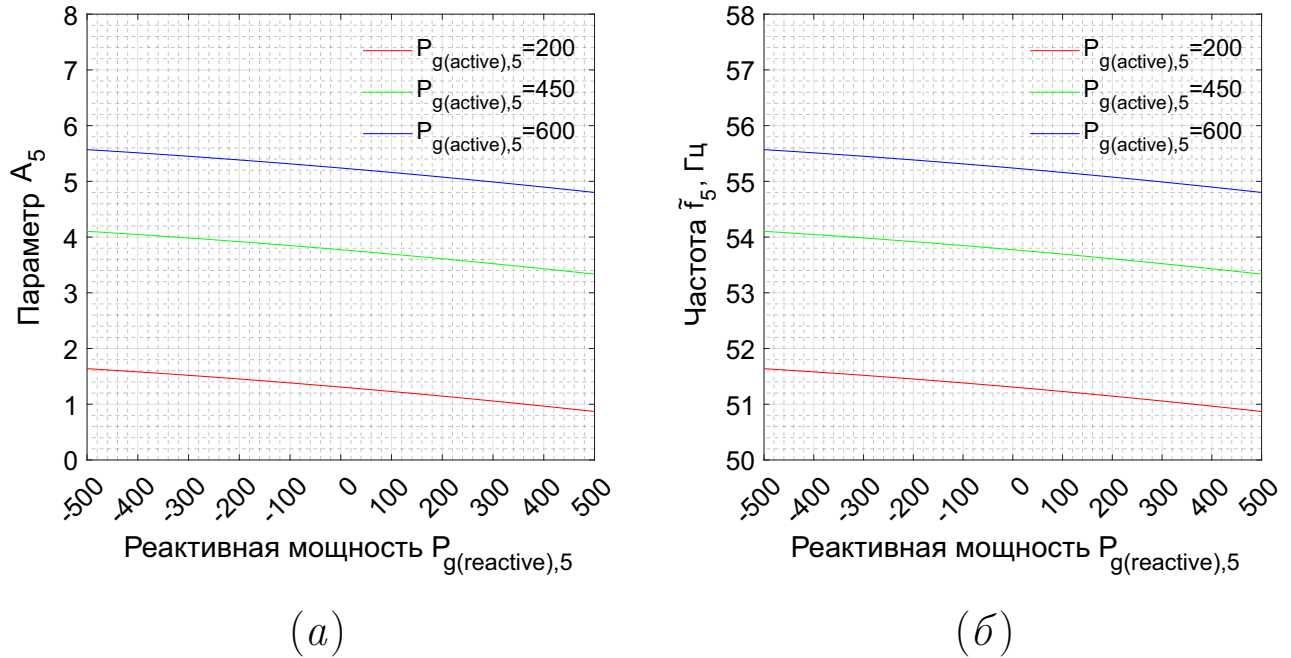 8
7
6
5
4
3
2
1
0
Параметр A5
Pg(active),5=200
Pg(active),5=450
Pg(active),5=600
-500 -400 -300 -200 -100 0 100 200 300 400 500
Реактивная мощность Pg(reactive),5
(а)
58
57
56
55
54
53
52
51
50
Частота f̃5, Гц
Pg(active),5=200
Pg(active),5=450
Pg(active),5=600
-500 -400 -300 -200 -100 0 100 200 300 400 500
Реактивная мощность Pg(reactive),5
(б)